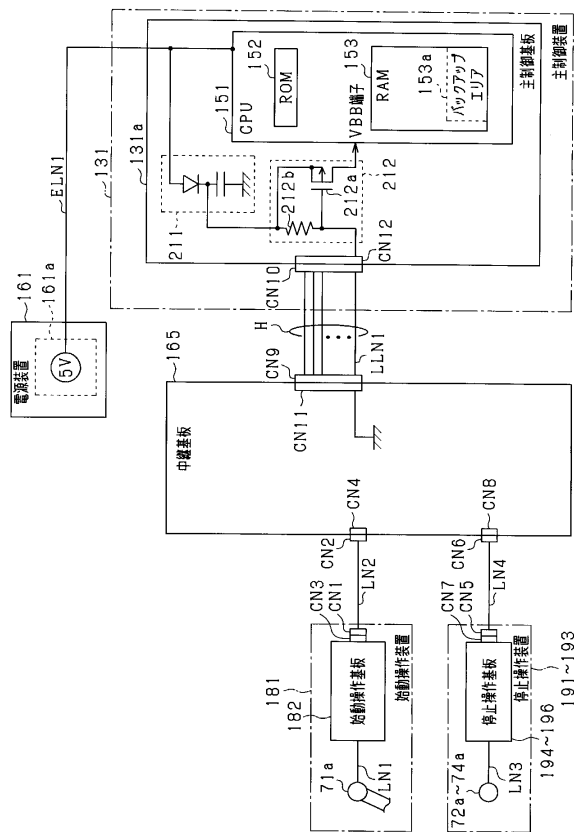 161
161a
電源装置
5V
ELN1
131
131a
211
151
CPU
152
ROM
153
RAM
153a
バックアップ
エリア
VBB端子
主制御基板
主制御装置
212b
212a
212
CN10
CN12
H
LLN1
CN9
CN11
165
中継基板
CN4
CN2
CN8
CN6
LN2
LN4
CN3
CN1
CN7
CN5
181
182
始動操作基板
始動操作装置
71a
LN1
停止操作基板
停止操作装置
191~193
194~196
72a~74a
LN3